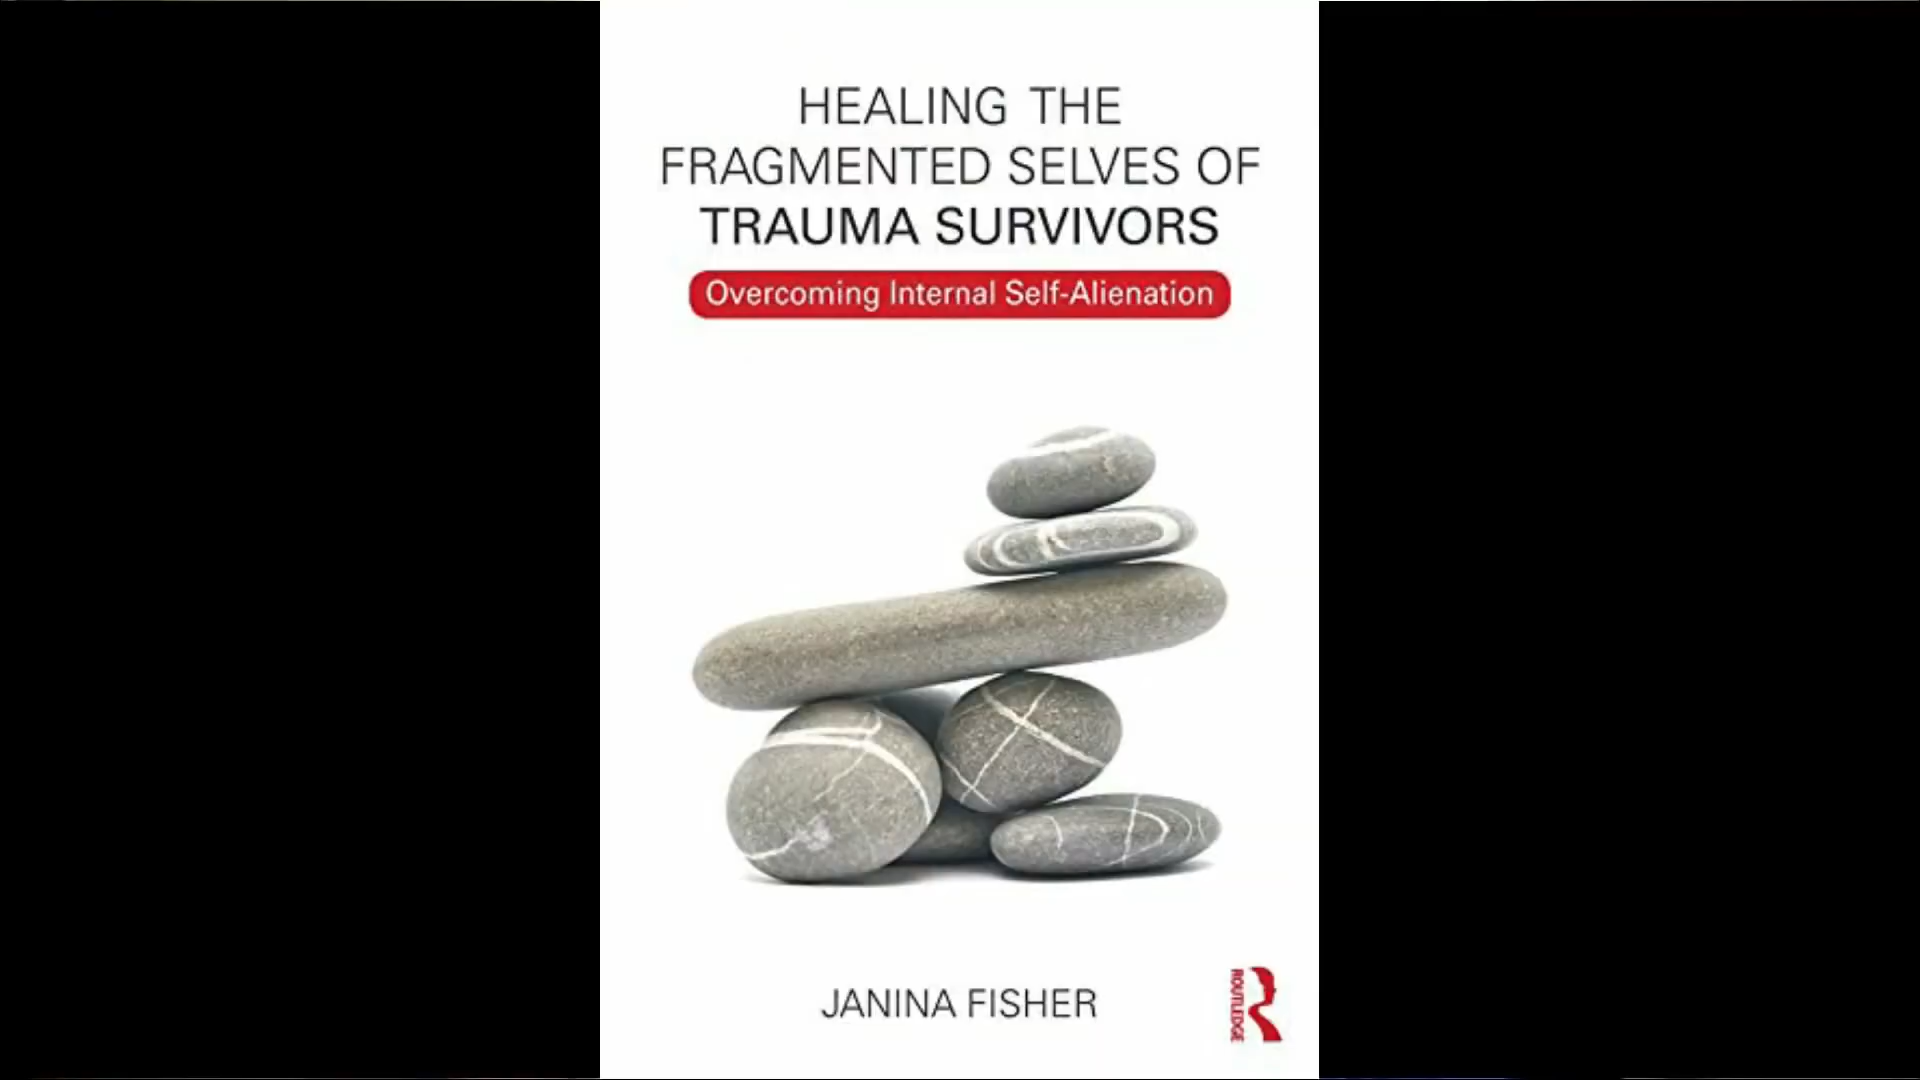 HEALING THE
FRAGMENTED SELVES OF
TRAUMA SURVIVORS
Overcoming Internal Self-Alienation
JANINA FISHER
ROUTLEDGE